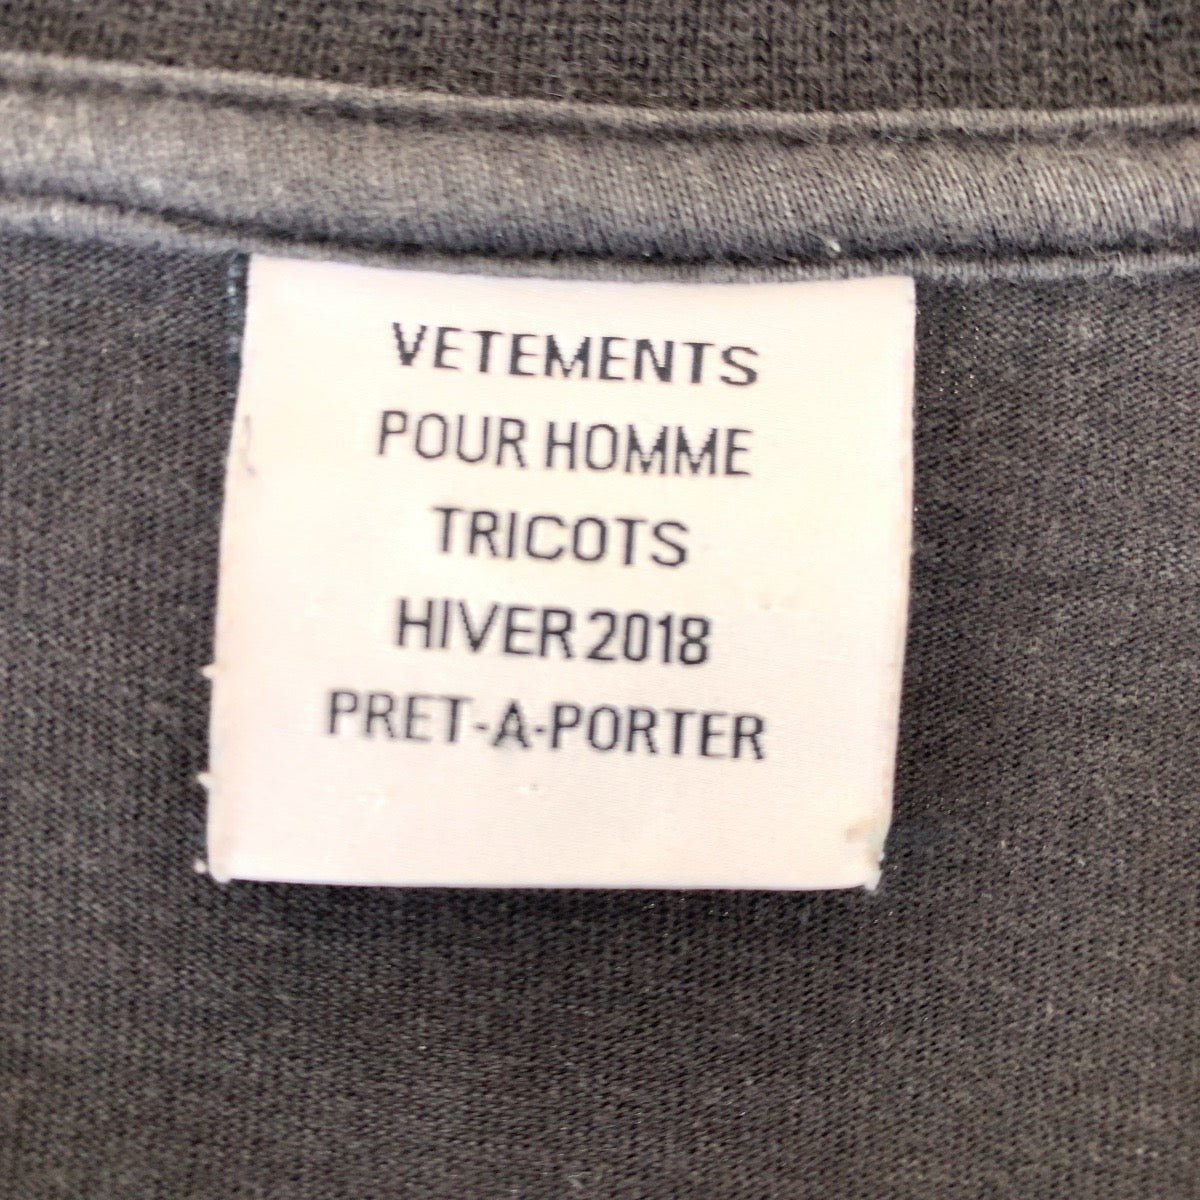 VETEMENTS
POUR HOMME
TRICOTS
HIVER 2018
PRET-A-PORTER